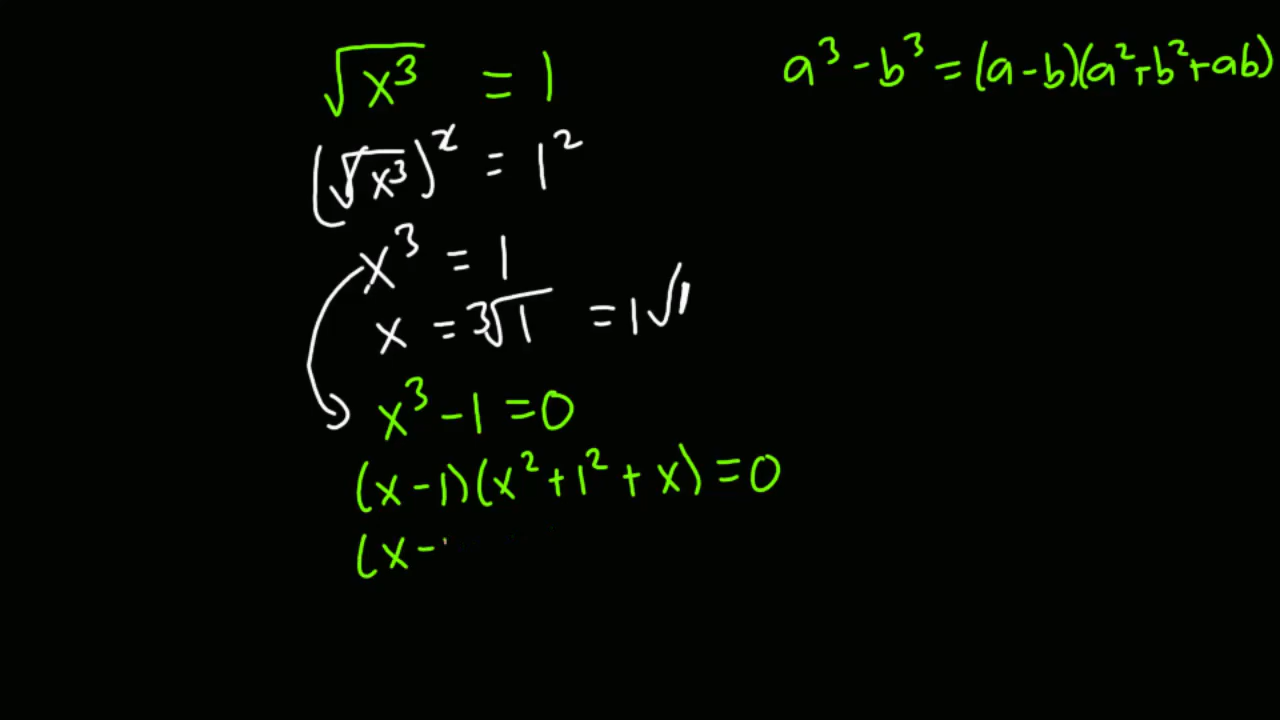 √x³ = 1
a³ - b³ = (a-b)(a²+b²+ab)
(√x³)² = 1²
x³ = 1
x = ³√1 = 1√
x³ - 1 = 0
(x-1)(x²+1²+x) = 0
(x-